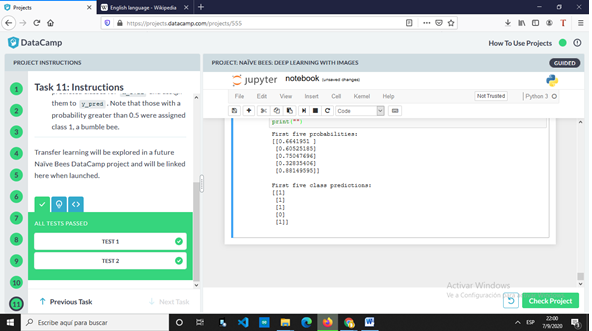 Projects
W English language - Wikipedia
https://projects.datacamp.com/projects/555
DataCamp
How To Use Projects
PROJECT INSTRUCTIONS
PROJECT: NAÏVE BEES: DEEP LEARNING WITH IMAGES
GUIDED
Task 11: Instructions
them to y_pred . Note that those with a
probability greater than 0.5 were assigned
class 1, a bumble bee.
Transfer learning will be explored in a future
Naïve Bees DataCamp project and will be linked
here when launched.
ALL TESTS PASSED
TEST 1
TEST 2
1
2
3
4
5
6
7
8
9
10
11
Previous Task
Next Task
jupyter notebook (unsaved changes)
File Edit View Insert Cell Kernel Help
Not Trusted
Python 3
Code
print("")
First five probabilities:
[[0.6641951 ]
[0.60525185]
[0.75047696]
[0.32835406]
[0.88149595]]
First five class predictions:
[[1]
[1]
[1]
[0]
[1]]
Activar Windows
Ve a Configuración
Check Project
Escribe aquí para buscar
ESP
22:00
7/9/2020